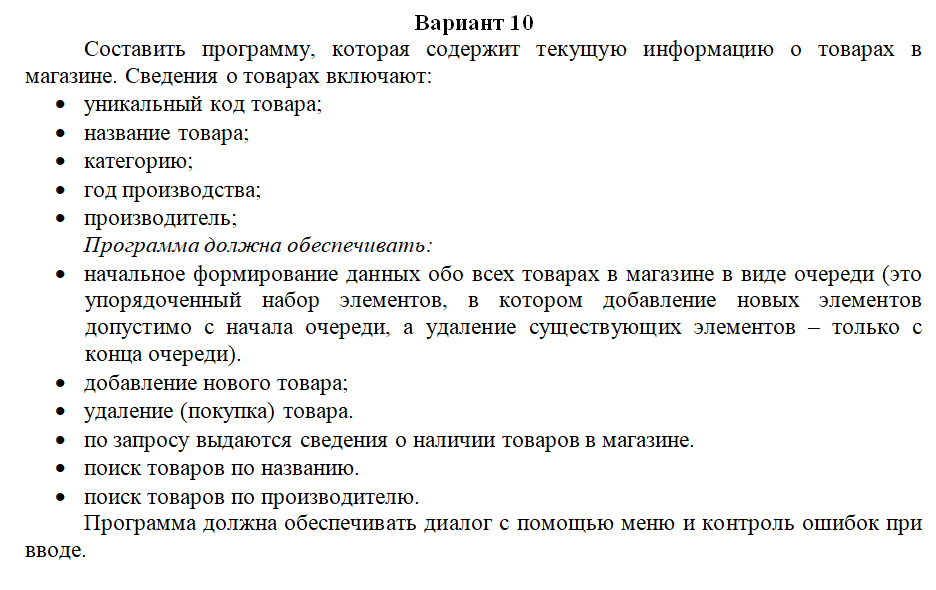 Вариант 10
Составить программу, которая содержит текущую информацию о товарах в
магазине. Сведения о товарах включают:
• уникальный код товара;
• название товара;
• категорию;
• год производства;
• производитель;
Программа должна обеспечивать:
• начальное формирование данных обо всех товарах в магазине в виде очереди (это
упорядоченный набор элементов, в котором добавление новых элементов
допустимо с начала очереди, а удаление существующих элементов – только с
конца очереди).
• добавление нового товара;
• удаление (покупка) товара.
• по запросу выдаются сведения о наличии товаров в магазине.
• поиск товаров по названию.
• поиск товаров по производителю.
Программа должна обеспечивать диалог с помощью меню и контроль ошибок при
вводе.